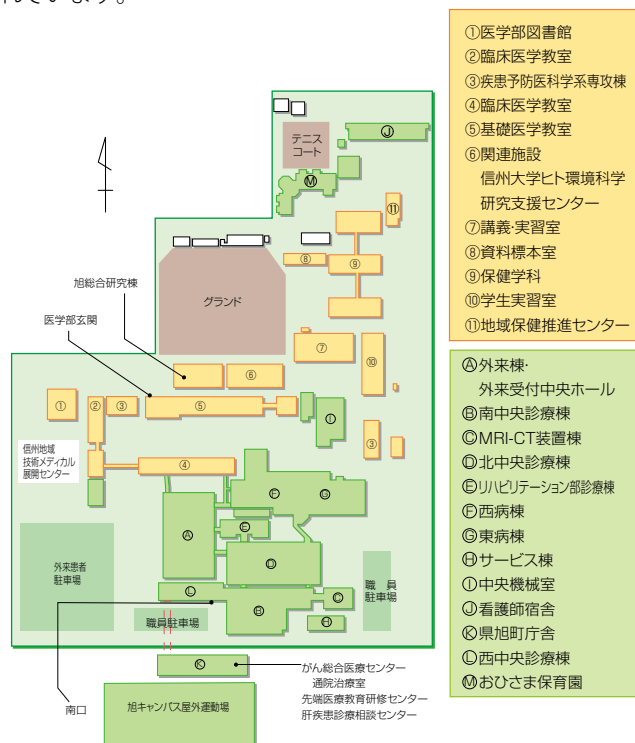 れています。
①医学部図書館
②臨床医学教室
③疾患予防医科学系専攻棟
④臨床医学教室
⑤基礎医学教室
⑥関連施設
信州大学ヒト環境科学
研究支援センター
⑦講義・実習室
⑧資料標本室
⑨保健学科
⑩学生実習室
⑪地域保健推進センター
Ⓐ外来棟・
外来受付中央ホール
Ⓑ南中央診療棟
ⒸMRI-CT装置棟
Ⓓ北中央診療棟
Ⓔリハビリテーション部診療棟
Ⓕ西病棟
Ⓖ東病棟
Ⓗサービス棟
Ⓘ中央機械室
Ⓙ看護師宿舎
Ⓚ県旭町庁舎
Ⓛ西中央診療棟
Ⓜおひさま保育園
テニス
コート
Ⓙ
Ⓜ
⑪
⑧
⑨
旭総合研究棟
グランド
医学部玄関
⑦
⑩
⑥
①
②
③
⑤
Ⓘ
③
信州地域
技術メディカル
展開センター
④
Ⓕ
Ⓖ
Ⓔ
Ⓐ
Ⓓ
外来患者
駐車場
職員
駐車場
Ⓛ
Ⓒ
Ⓑ
職員駐車場
Ⓗ
Ⓚ
がん総合医療センター
通院治療室
先端医療教育研修センター
肝疾患診療相談センター
南口
旭キャンパス屋外運動場